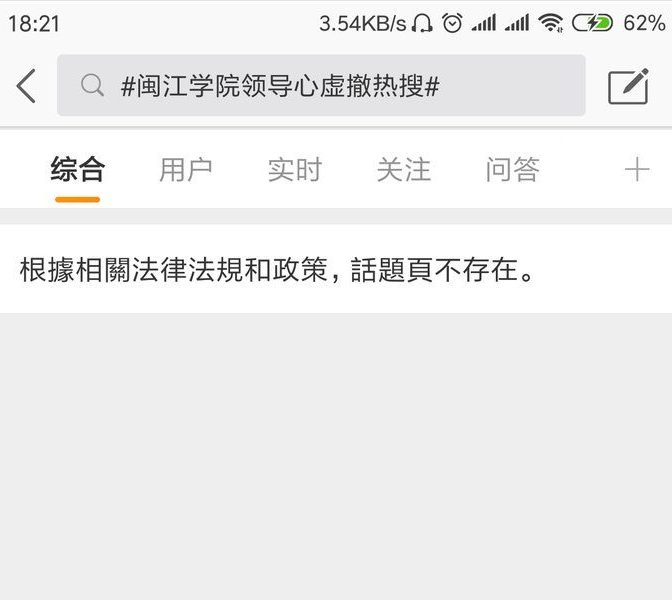 18:21 3.54KB/s 62%
#闽江学院领导心虚撤热搜#
综合 用户 实时 关注 问答
根據相關法律法規和政策,話題頁不存在。